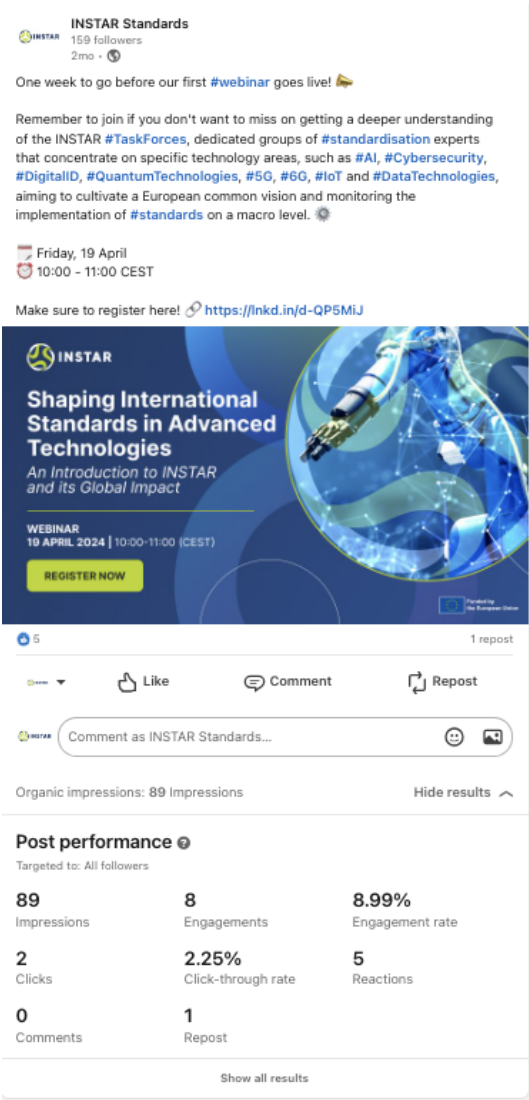 INSTAR
INSTAR Standards
159 followers
2mo •
One week to go before our first #webinar goes live!
Remember to join if you don't want to miss on getting a deeper understanding
of the INSTAR #TaskForces, dedicated groups of #standardisation experts
that concentrate on specific technology areas, such as #AI, #Cybersecurity,
#DigitalID, #QuantumTechnologies, #5G, #6G, #IoT and #DataTechnologies,
aiming to cultivate a European common vision and monitoring the
implementation of #standards on a macro level.
Friday, 19 April
10:00 - 11:00 CEST
Make sure to register here! https://lnkd.in/d-QP5MiJ
INSTAR
Shaping International
Standards in Advanced
Technologies
An Introduction to INSTAR
and its Global Impact
WEBINAR
19 APRIL 2024 | 10:00-11:00 (CEST)
REGISTER NOW
Funded by
the European Union
5
1 repost
Like
Comment
Repost
INSTAR
Comment as INSTAR Standards...
Organic impressions: 89 Impressions
Hide results
Post performance
Targeted to: All followers
89
8
8.99%
Impressions
Engagements
Engagement rate
2
2.25%
5
Clicks
Click-through rate
Reactions
0
1
Comments
Repost
Show all results